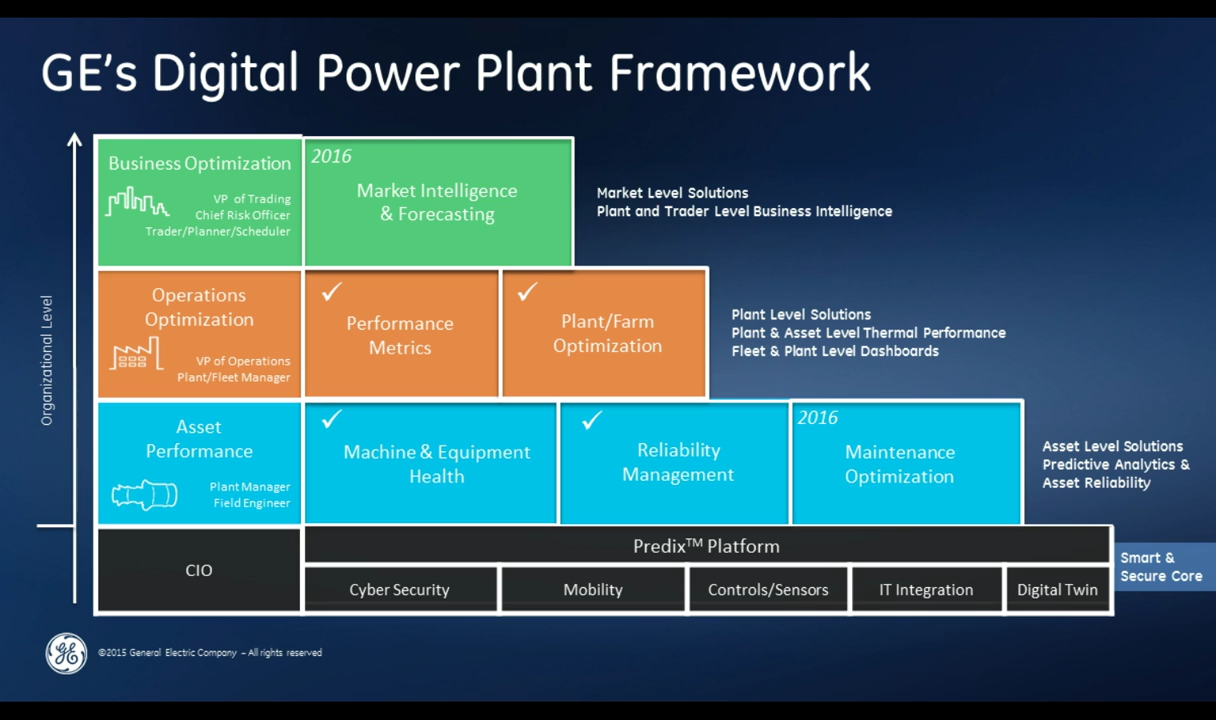 GE's Digital Power Plant Framework
Organizational Level
Business Optimization
VP of Trading
Chief Risk Officer
Trader/Planner/Scheduler
2016
Market Intelligence
& Forecasting
Market Level Solutions
Plant and Trader Level Business Intelligence
Operations
Optimization
VP of Operations
Plant/Fleet Manager
✓
Performance
Metrics
✓
Plant/Farm
Optimization
Plant Level Solutions
Plant & Asset Level Thermal Performance
Fleet & Plant Level Dashboards
Asset
Performance
Plant Manager
Field Engineer
✓
Machine & Equipment
Health
✓
Reliability
Management
2016
Maintenance
Optimization
Asset Level Solutions
Predictive Analytics &
Asset Reliability
CIO
Predix™ Platform
Cyber Security
Mobility
Controls/Sensors
IT Integration
Digital Twin
Smart &
Secure Core
GE
©2015 General Electric Company – All rights reserved